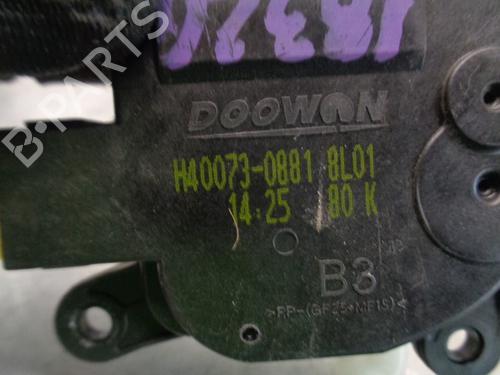 DOOWON
H40073-0881 8L01
14:25 80 K
B3
>PP-(GF25+MF15)<
B-PARTS